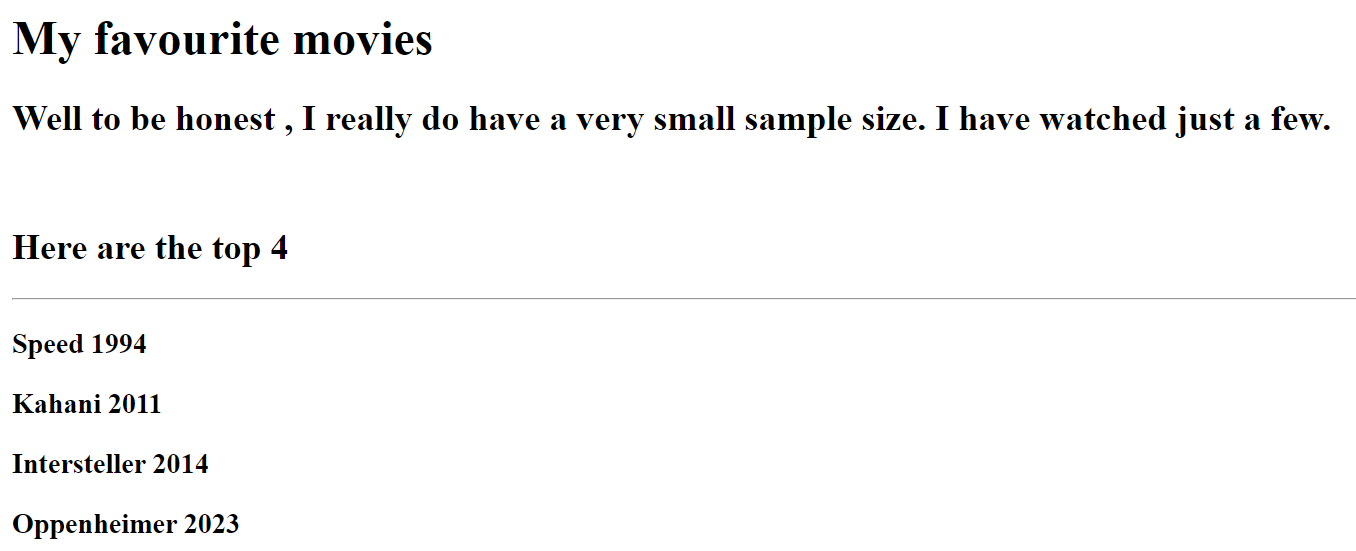 My favourite movies
Well to be honest , I really do have a very small sample size. I have watched just a few.
Here are the top 4
Speed 1994
Kahani 2011
Intersteller 2014
Oppenheimer 2023